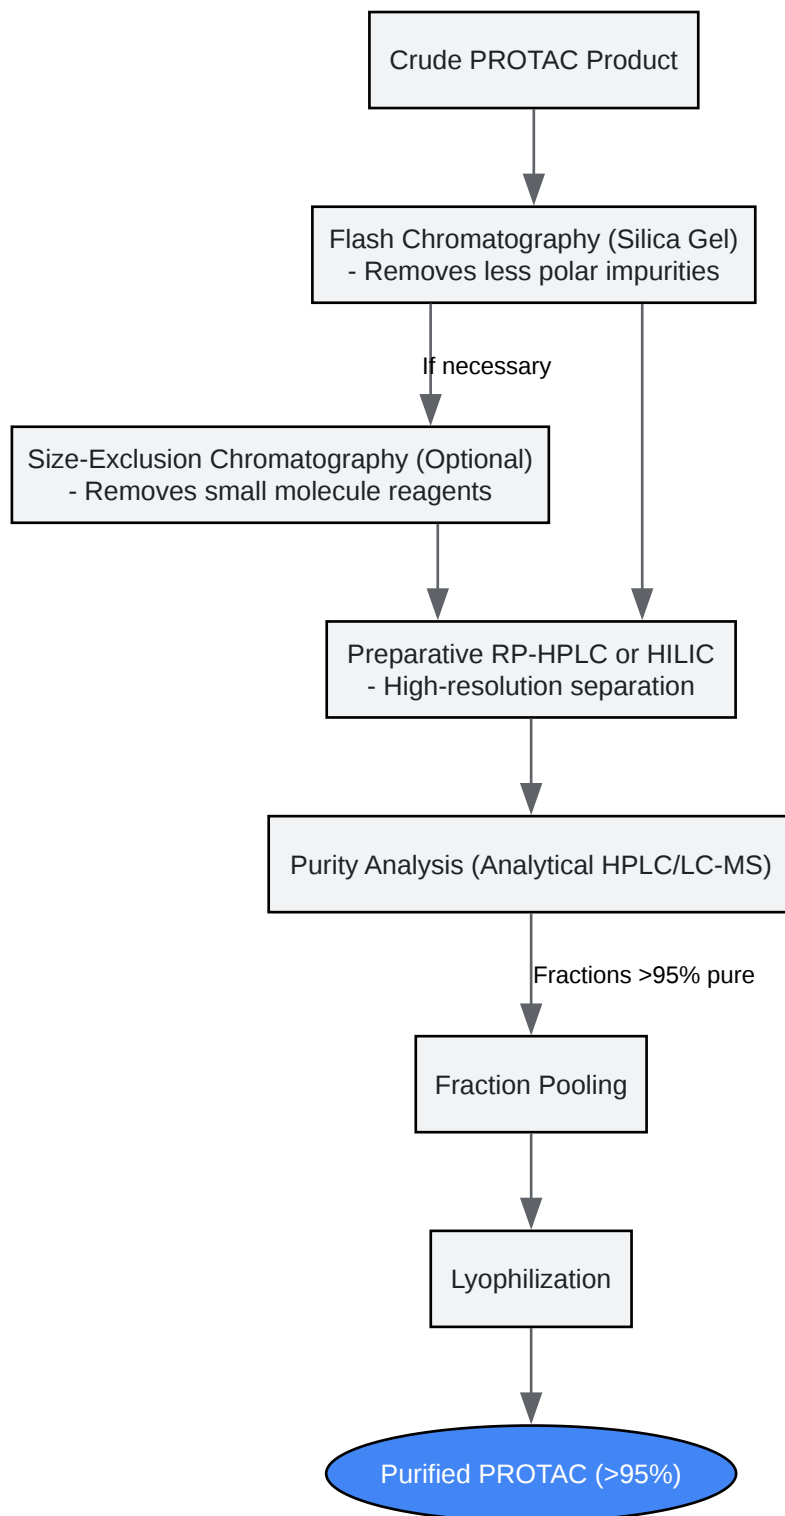 Crude PROTAC Product
Flash Chromatography (Silica Gel)
- Removes less polar impurities
If necessary
Size-Exclusion Chromatography (Optional)
- Removes small molecule reagents
Preparative RP-HPLC or HILIC
- High-resolution separation
Purity Analysis (Analytical HPLC/LC-MS)
Fractions >95% pure
Fraction Pooling
Lyophilization
Purified PROTAC (>95%)